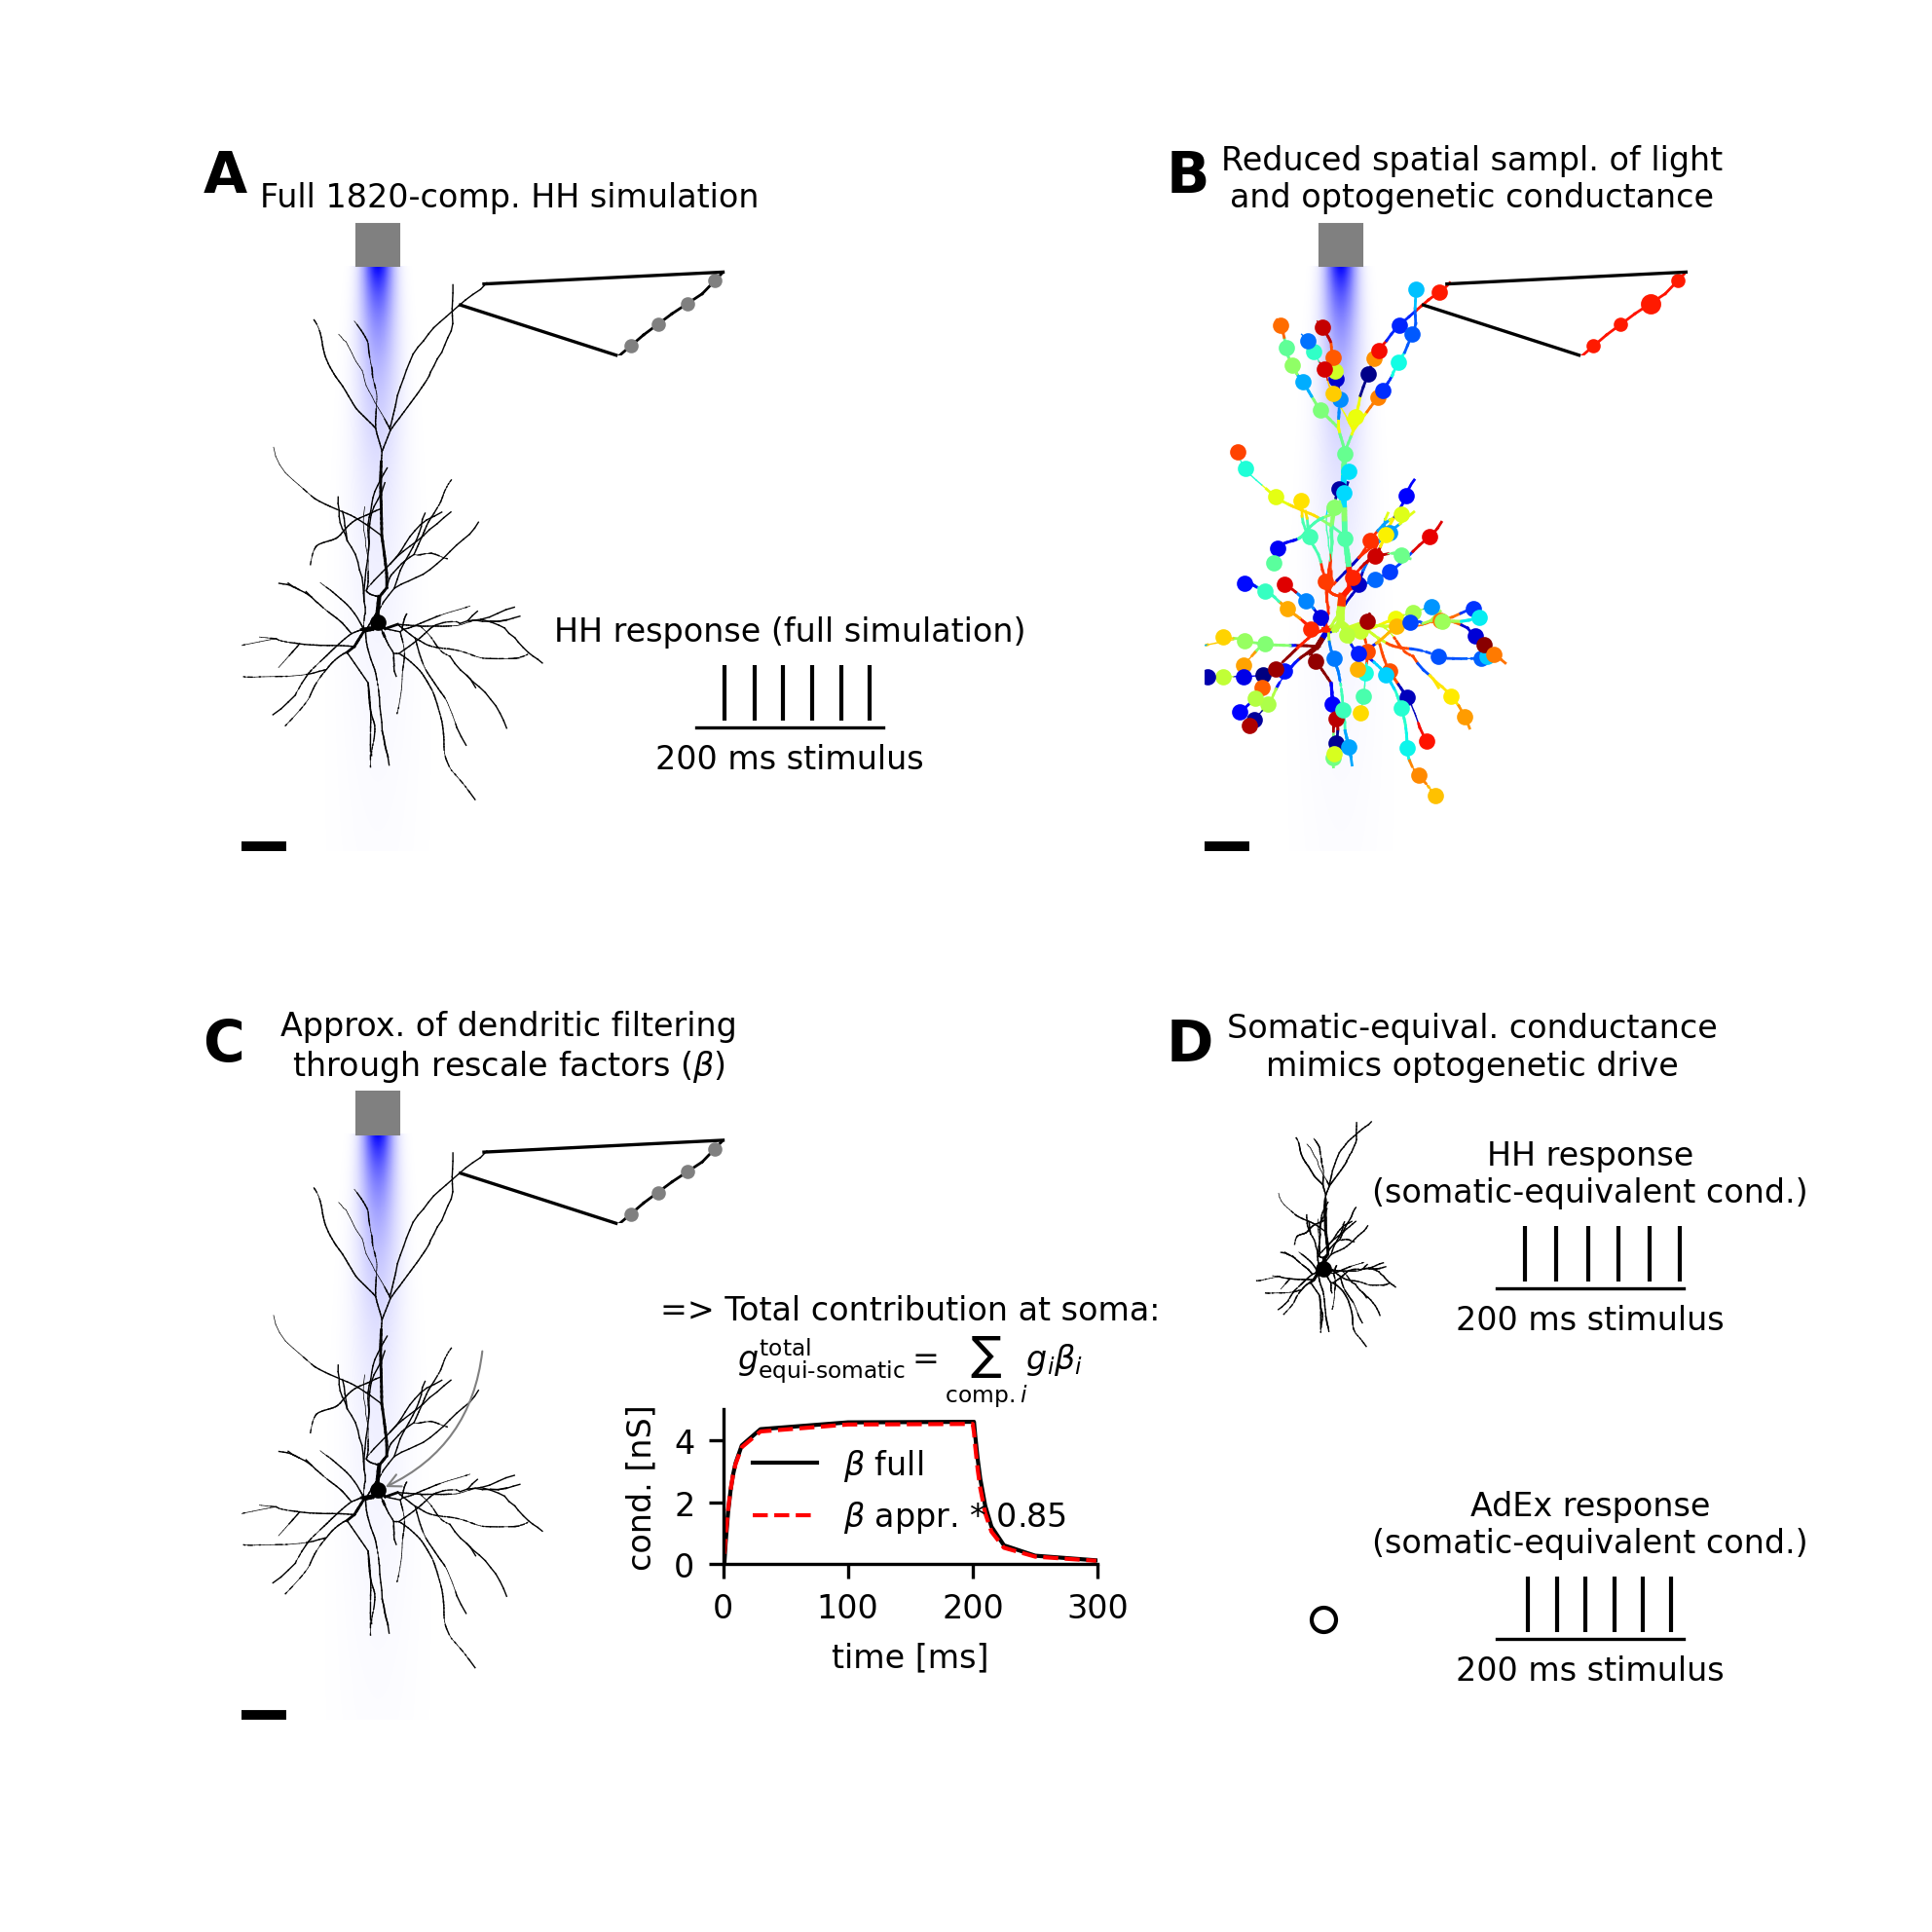 A
Full 1820-comp. HH simulation
HH response (full simulation)
200 ms stimulus
B
Reduced spatial sampl. of light
and optogenetic conductance
C
Approx. of dendritic filtering
through rescale factors (β)
=> Total contribution at soma:
g^total_equi-somatic = ∑_comp. i g_i β_i
cond. [nS]
4
2
0
β full
β appr. * 0.85
0 100 200 300
time [ms]
D
Somatic-equival. conductance
mimics optogenetic drive
HH response
(somatic-equivalent cond.)
200 ms stimulus
AdEx response
(somatic-equivalent cond.)
200 ms stimulus